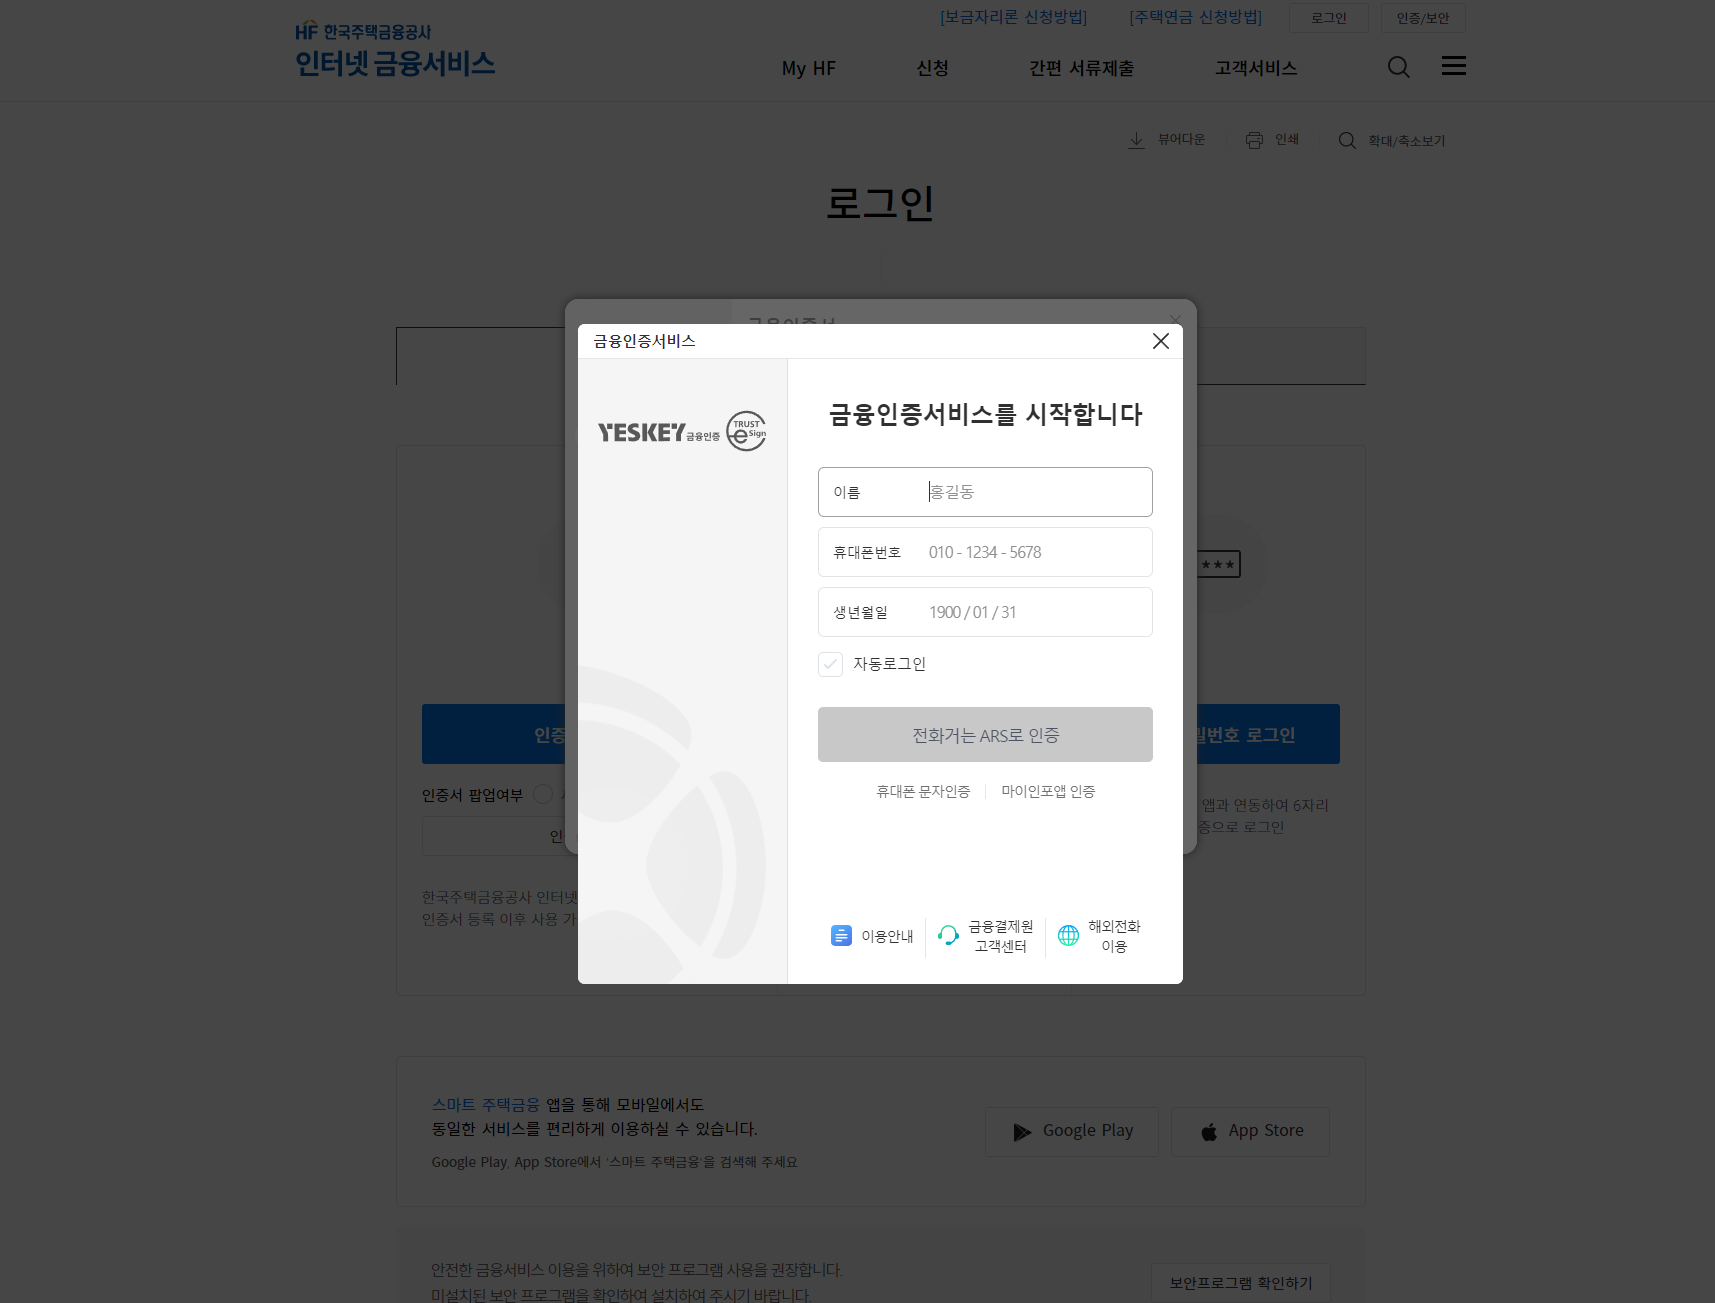 [보금자리론 신청방법]
[주택연금 신청방법]
로그인
인증/보안
HF 한국주택금융공사
인터넷 금융서비스
My HF
신청
간편 서류제출
고객서비스
뷰어다운
인쇄
확대/축소보기
로그인
금융인증서비스
YESKEY 금융인증
TRUST
e Sign
금융인증서비스를 시작합니다
이름
홍길동
휴대폰번호
010 - 1234 - 5678
생년월일
1900 / 01 / 31
자동로그인
전화거는 ARS로 인증
휴대폰 문자인증
마이인포앱 인증
이용안내
금융결제원
고객센터
해외전화
이용
***
밀번호 로그인
인증서 팝업여부
앱과 연동하여 6자리
증으로 로그인
한국주택금융공사 인터넷
인증서 등록 이후 사용 가
스마트 주택금융 앱을 통해 모바일에서도
동일한 서비스를 편리하게 이용하실 수 있습니다.
Google Play, App Store에서 '스마트 주택금융'을 검색해 주세요
Google Play
App Store
안전한 금융서비스 이용을 위하여 보안 프로그램 사용을 권장합니다.
미설치된 보안 프로그램을 확인하여 설치하여 주시기 바랍니다.
보안프로그램 확인하기